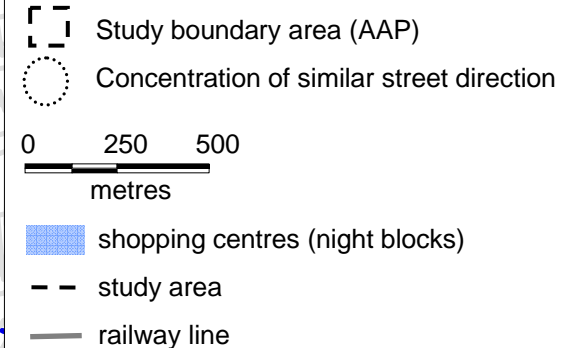 Study boundary area (AAP)
Concentration of similar street direction
0 250 500
metres
shopping centres (night blocks)
study area
railway line